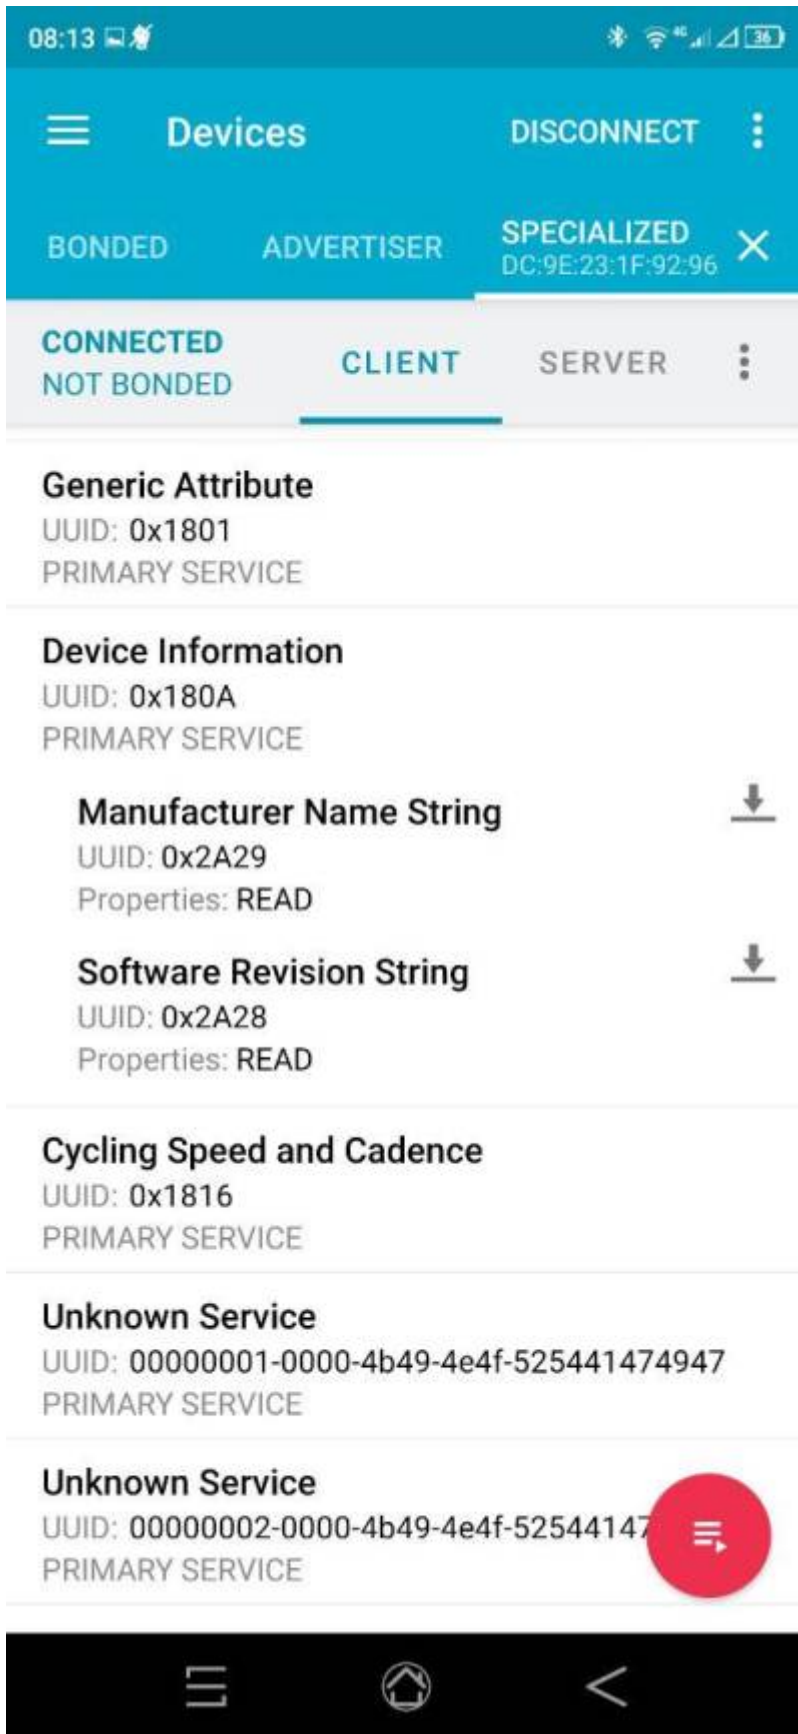 08:13
4G
36
Devices
DISCONNECT
BONDED
ADVERTISER
SPECIALIZED
DC:9E:23:1F:92:96
CONNECTED
NOT BONDED
CLIENT
SERVER
Generic Attribute
UUID: 0x1801
PRIMARY SERVICE
Device Information
UUID: 0x180A
PRIMARY SERVICE
Manufacturer Name String
UUID: 0x2A29
Properties: READ
Software Revision String
UUID: 0x2A28
Properties: READ
Cycling Speed and Cadence
UUID: 0x1816
PRIMARY SERVICE
Unknown Service
UUID: 00000001-0000-4b49-4e4f-525441474947
PRIMARY SERVICE
Unknown Service
UUID: 00000002-0000-4b49-4e4f-52544147
PRIMARY SERVICE